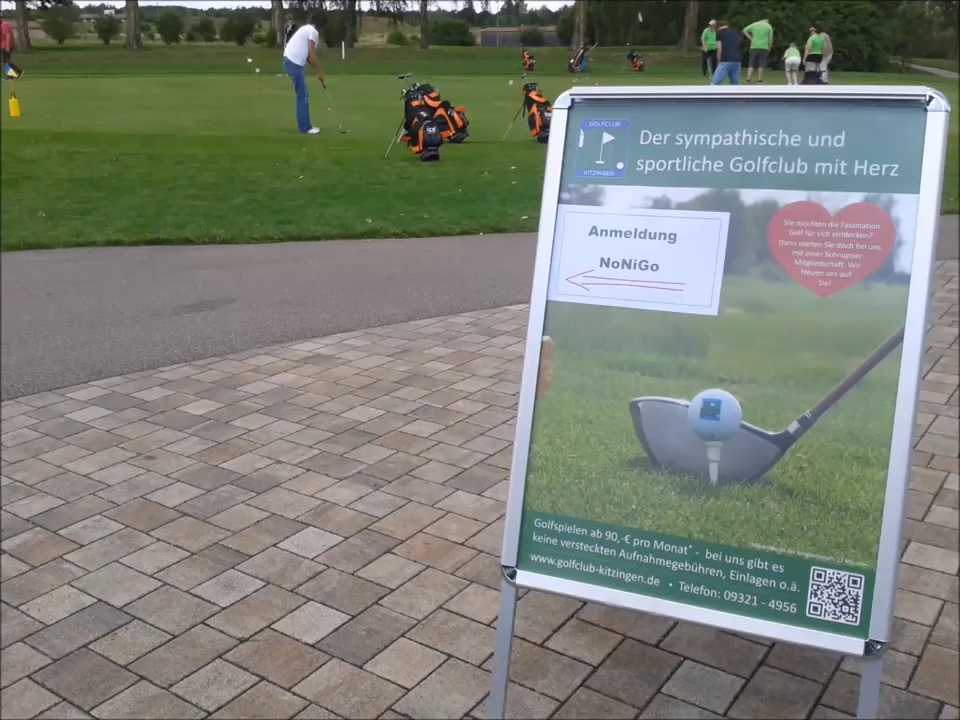 GOLFCLUB
KITZINGEN
Der sympathische und
sportliche Golfclub mit Herz
Anmeldung
NoNiGo
Sie möchten die Faszination
Golf für sich entdecken?
Dann starten Sie doch bei uns
mit einer Schnupper-
Mitgliedschaft. Wir
freuen uns auf
Sie!
Golfspielen ab 90,-€ pro Monat* - bei uns gibt es
keine versteckten Aufnahmegebühren, Einlagen o.ä
www.golfclub-kitzingen.de • Telefon: 09321 - 4956